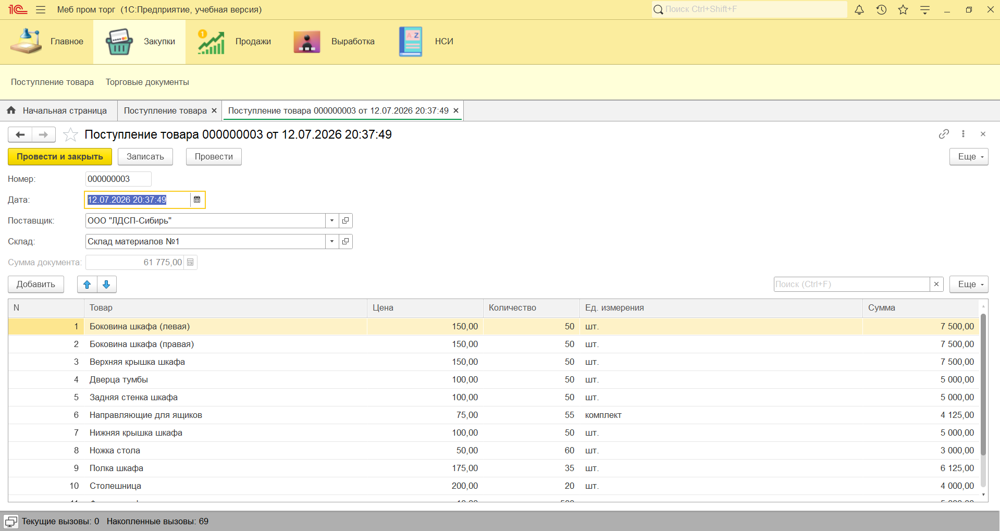 1С Меб пром торг (1С:Предприятие, учебная версия) Поиск Ctrl+Shift+F
Главное Закупки 1 Продажи Выработка A Z НСИ
Поступление товара Торговые документы
Начальная страница Поступление товара Поступление товара 000000003 от 12.07.2026 20:37:49
Поступление товара 000000003 от 12.07.2026 20:37:49
Провести и закрыть Записать Провести Еще
Номер: 000000003
Дата: 12.07.2026 20:37:49
Поставщик: ООО "ЛДСП-Сибирь"
Склад: Склад материалов №1
Сумма документа: 61 775,00
Добавить Поиск (Ctrl+F) Еще
N Товар Цена Количество Ед. измерения Сумма
1 Боковина шкафа (левая) 150,00 50 шт. 7 500,00
2 Боковина шкафа (правая) 150,00 50 шт. 7 500,00
3 Верхняя крышка шкафа 150,00 50 шт. 7 500,00
4 Дверца тумбы 100,00 50 шт. 5 000,00
5 Задняя стенка шкафа 100,00 50 шт. 5 000,00
6 Направляющие для ящиков 75,00 55 комплект 4 125,00
7 Нижняя крышка шкафа 100,00 50 шт. 5 000,00
8 Ножка стола 50,00 60 шт. 3 000,00
9 Полка шкафа 175,00 35 шт. 6 125,00
10 Столешница 200,00 20 шт. 4 000,00
Текущие вызовы: 0 Накопленные вызовы: 69